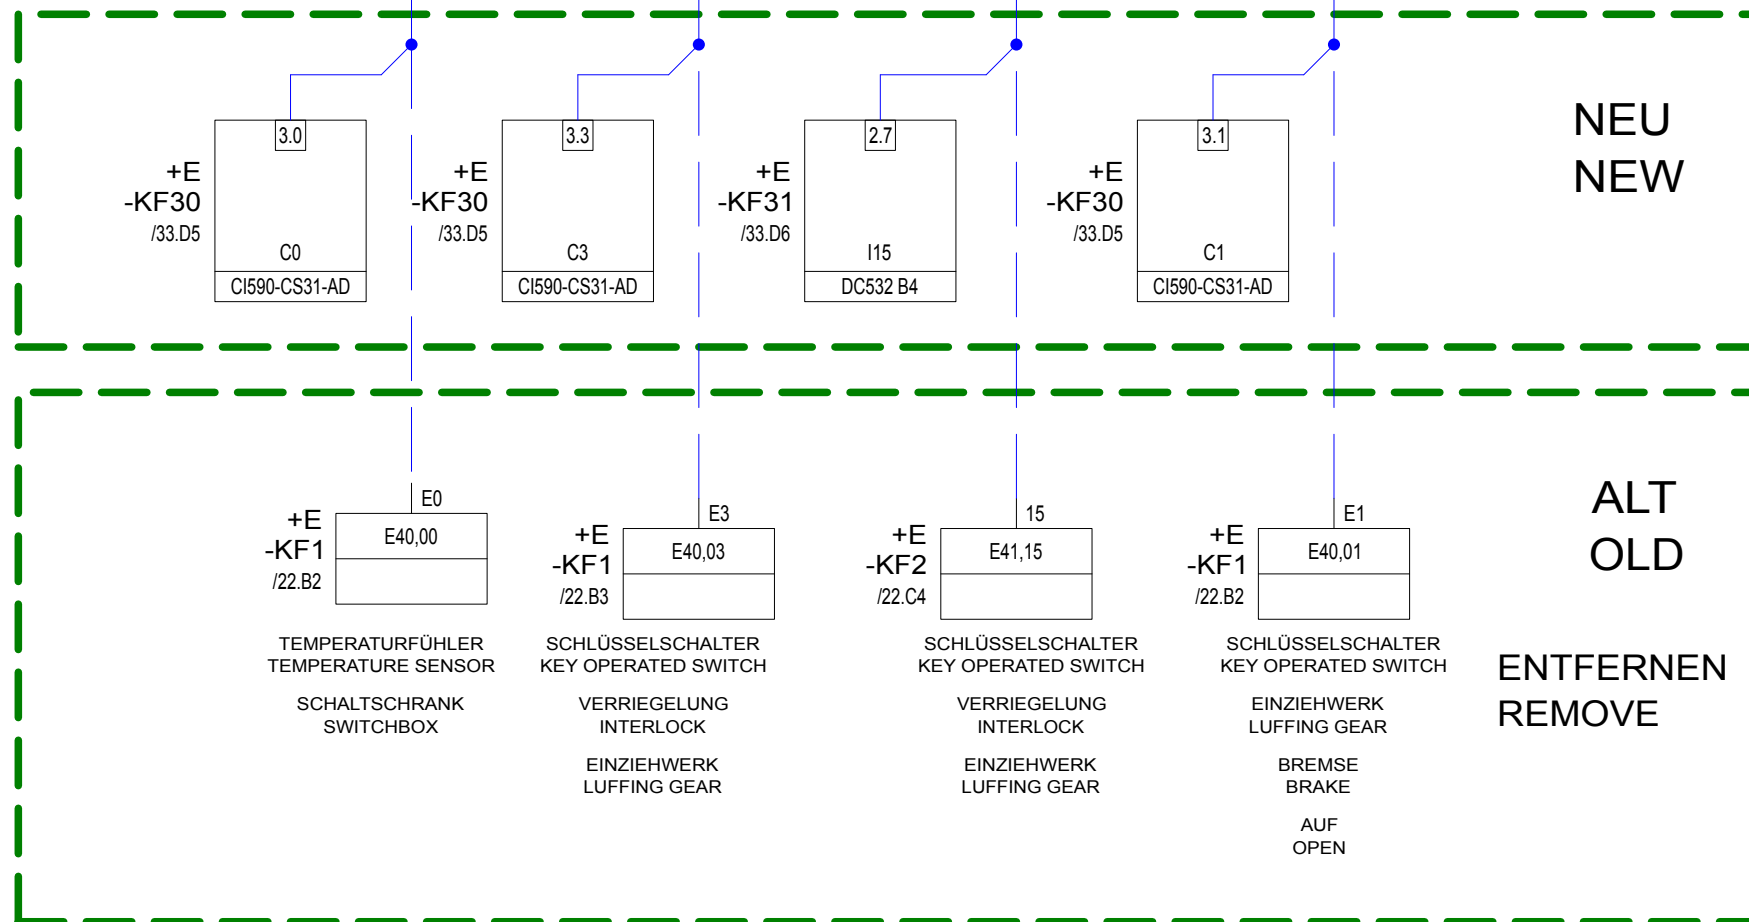 3.0
+E
-KF30
/33.D5
C0
CI590-CS31-AD
3.3
+E
-KF30
/33.D5
C3
CI590-CS31-AD
2.7
+E
-KF31
/33.D6
I15
DC532 B4
3.1
+E
-KF30
/33.D5
C1
CI590-CS31-AD
NEU
NEW
E0
+E
-KF1
/22.B2
E40,00
TEMPERATURFÜHLER
TEMPERATURE SENSOR
SCHALTSCHRANK
SWITCHBOX
E3
+E
-KF1
/22.B3
E40,03
SCHLÜSSELSCHALTER
KEY OPERATED SWITCH
VERRIEGELUNG
INTERLOCK
EINZIEHWERK
LUFFING GEAR
15
+E
-KF2
/22.C4
E41,15
SCHLÜSSELSCHALTER
KEY OPERATED SWITCH
VERRIEGELUNG
INTERLOCK
EINZIEHWERK
LUFFING GEAR
E1
+E
-KF1
/22.B2
E40,01
SCHLÜSSELSCHALTER
KEY OPERATED SWITCH
EINZIEHWERK
LUFFING GEAR
BREMSE
BRAKE
AUF
OPEN
ALT
OLD
ENTFERNEN
REMOVE